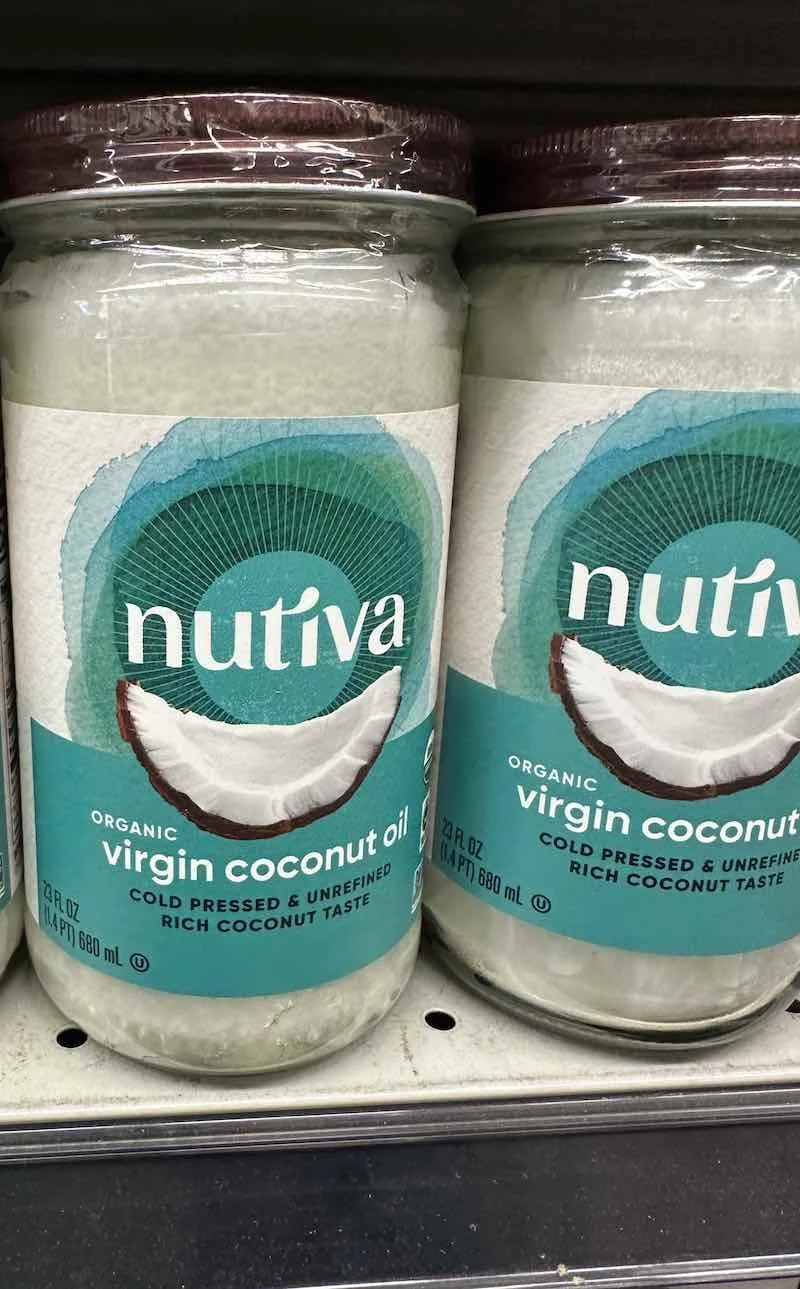 nutiva
ORGANIC
virgin coconut oil
COLD PRESSED & UNREFINED
RICH COCONUT TASTE
23 FL OZ
(1.4 PT) 680 mL U
nutiv
ORGANIC
virgin coconut
COLD PRESSED & UNREFINE
RICH COCONUT TASTE
23 FL OZ
(1.4 PT) 680 mL U